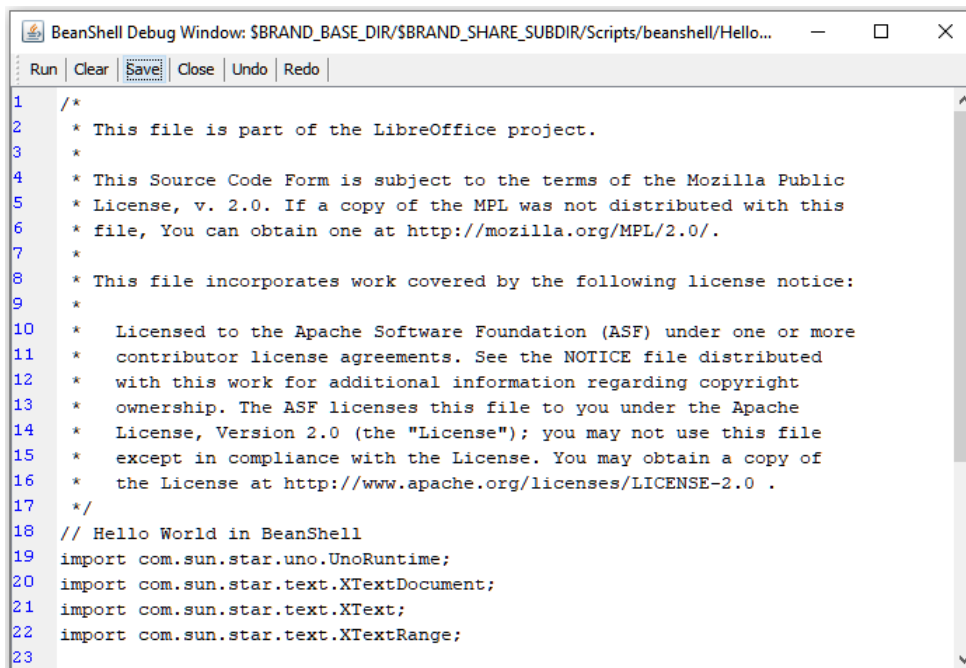 BeanShell Debug Window: $BRAND_BASE_DIR/$BRAND_SHARE_SUBDIR/Scripts/beanshell/Hello...
Run Clear Save Close Undo Redo
1 /*
2  * This file is part of the LibreOffice project.
3  *
4  * This Source Code Form is subject to the terms of the Mozilla Public
5  * License, v. 2.0. If a copy of the MPL was not distributed with this
6  * file, You can obtain one at http://mozilla.org/MPL/2.0/.
7  *
8  * This file incorporates work covered by the following license notice:
9  *
10  *   Licensed to the Apache Software Foundation (ASF) under one or more
11  *   contributor license agreements. See the NOTICE file distributed
12  *   with this work for additional information regarding copyright
13  *   ownership. The ASF licenses this file to you under the Apache
14  *   License, Version 2.0 (the "License"); you may not use this file
15  *   except in compliance with the License. You may obtain a copy of
16  *   the License at http://www.apache.org/licenses/LICENSE-2.0 .
17  */
18 // Hello World in BeanShell
19 import com.sun.star.uno.UnoRuntime;
20 import com.sun.star.text.XTextDocument;
21 import com.sun.star.text.XText;
22 import com.sun.star.text.XTextRange;
23